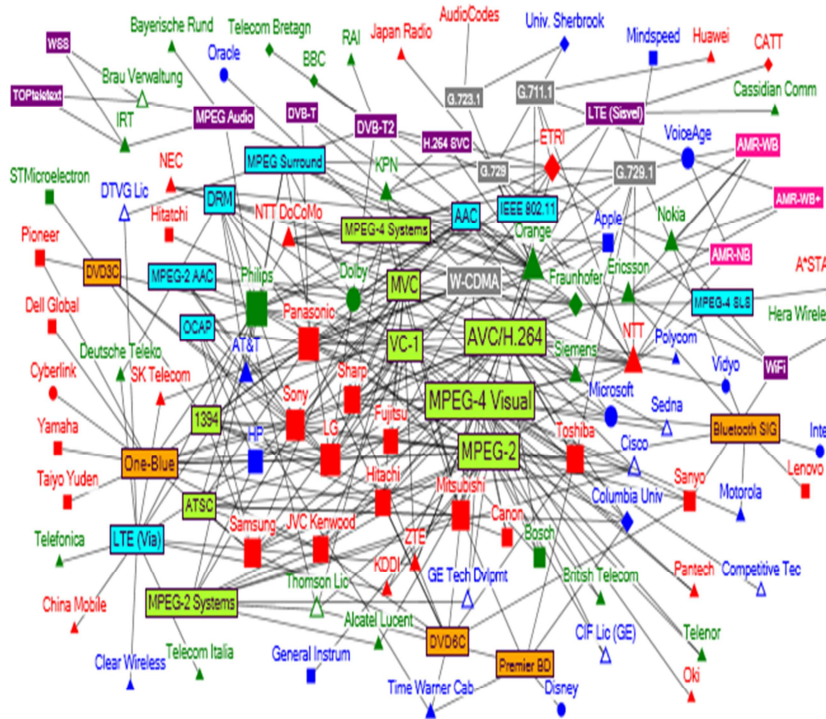 WSS
Bayerische Rund
Telecom Bretagn
RAI
Japan Radio
AudioCodes
Univ. Sherbrook
Mindspeed
Huawei
CATT
Oracle
BBC
Brau Verwaltung
TOPteletext
IRT
MPEG Audio
DVB-T
DVB-T2
H.264 SVC
G.723.1
G.711.1
LTE (Sisvel)
Cassidian Comm
ETRI
VoiceAge
AMR-WB
STMicroelectron
DTVG Lic
NEC
MPEG Surround
KPN
G.729
G.729.1
AMR-WB+
Hitatchi
DRM
NTT DoCoMo
MPEG-4 Systems
AAC
IEEE 802.11
Apple
Nokia
Pioneer
DVD3C
MPEG-2 AAC
Philips
Dolby
MVC
W-CDMA
Orange
Fraunhofer
Ericsson
AMR-NB
A*STA
Dell Global
OCAP
Panasonic
MPEG-4 SLS
Hera Wirele
Deutsche Teleko
AT&T
VC-1
AVC/H.264
Siemens
NTT
Polycom
Cyberlink
SK Telecom
Sharp
Vidyo
WiFi
Yamaha
1394
Sony
Fujitsu
MPEG-4 Visual
Microsoft
Sedna
One-Blue
HP
LG
MPEG-2
Toshiba
Bluetooth SIG
Inte
Taiyo Yuden
Hitachi
Mitsubishi
Cisco
Sanyo
Lenovo
ATSC
Columbia Univ
Motorola
Telefonica
LTE (Via)
Samsung
JVC Kenwood
ZTE
Canon
Bosch
China Mobile
MPEG-2 Systems
Thomson Lic
KDDI
GE Tech Dvlpmt
British Telecom
Pantech
Competitive Tec
Alcatel Lucent
DVD6C
CIF Lic (GE)
Telenor
Clear Wireless
Telecom Italia
General Instrum
Premier BD
Time Warner Cab
Disney
Oki